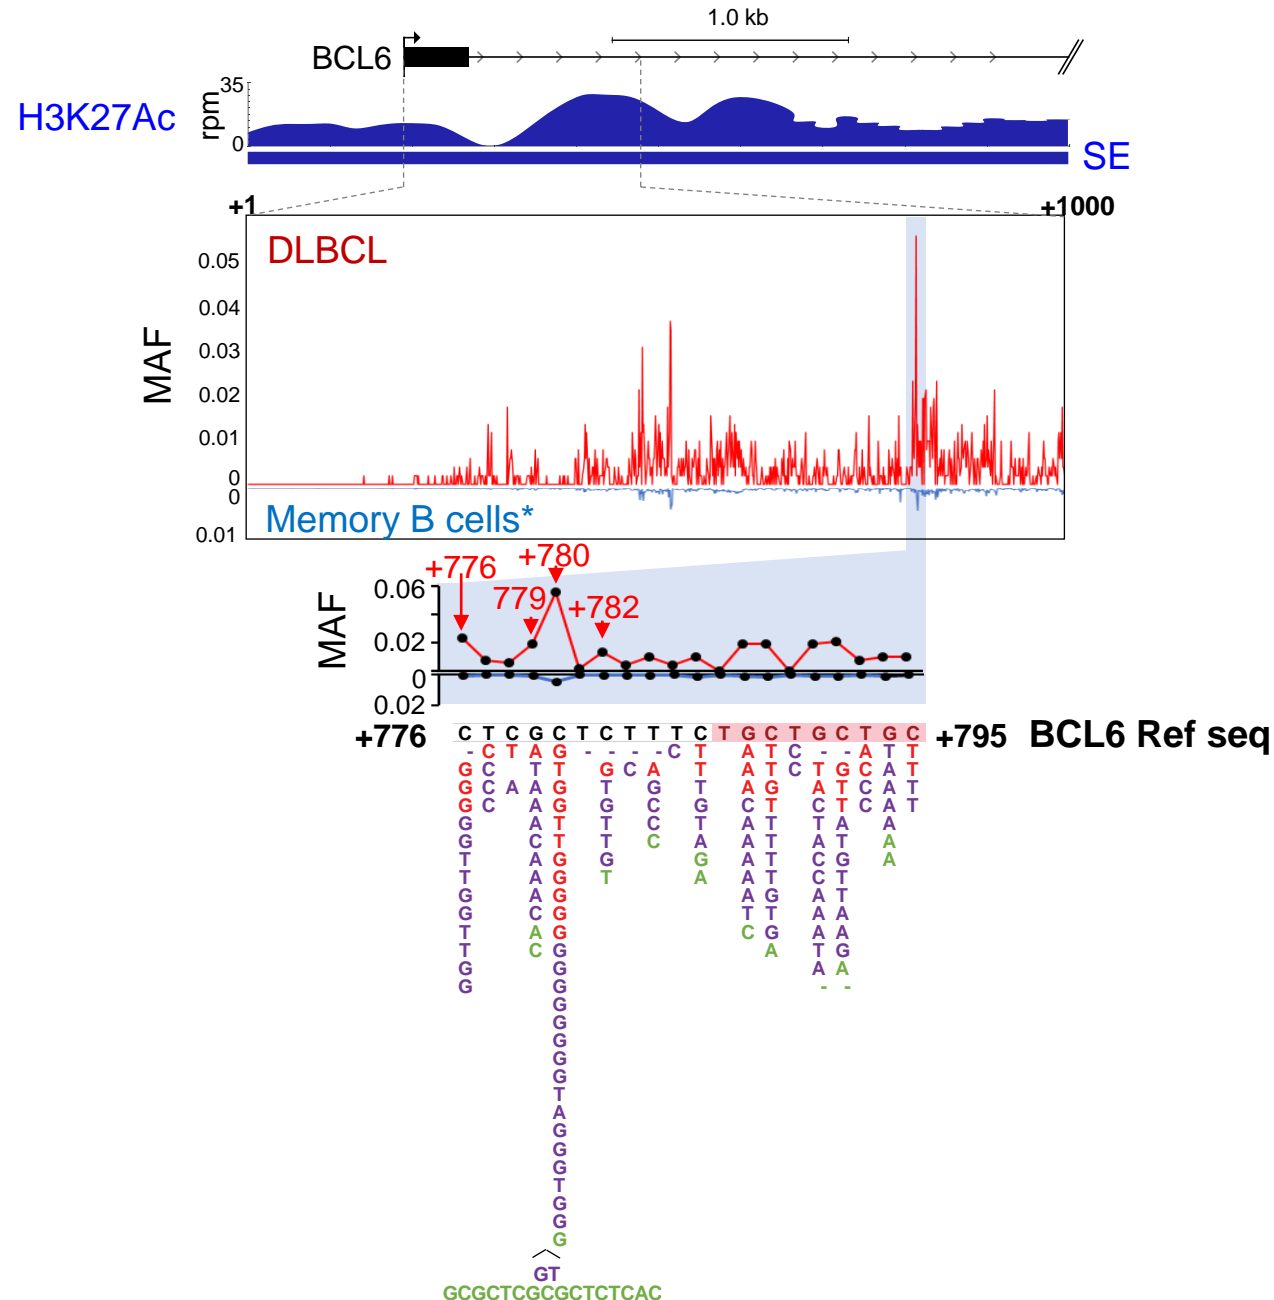 1.0 kb
BCL6
35
rpm
0
H3K27Ac
SE
+1
+1000
DLBCL
0.05
0.04
0.03
0.02
0.01
0
MAF
0
0.01
Memory B cells*
+776
779
+780
+782
0.06
0.02
0
MAF
0
0.02
+776 C T C G C T C T T T C T G C T G C T G C +795 BCL6 Ref seq
- C T A G - - - - C T A T C - - A T T
G C T T G C A T A T C T G C A T
G C A A G T G T A G A T C A T
G C A G G C G C T C T C A T
G A T T C T A T T A A
G C T T C A A T A T A
T A G G G A T C G A
T A G T A A T C T
G A G A G A T
G C G T T A A
T A G C G A A
T C G A T G
G G A A
G G - -
G
G
G
G
G
T
A
G
G
G
T
G
G
G
GT
GCGCTCGCGCTCTCAC